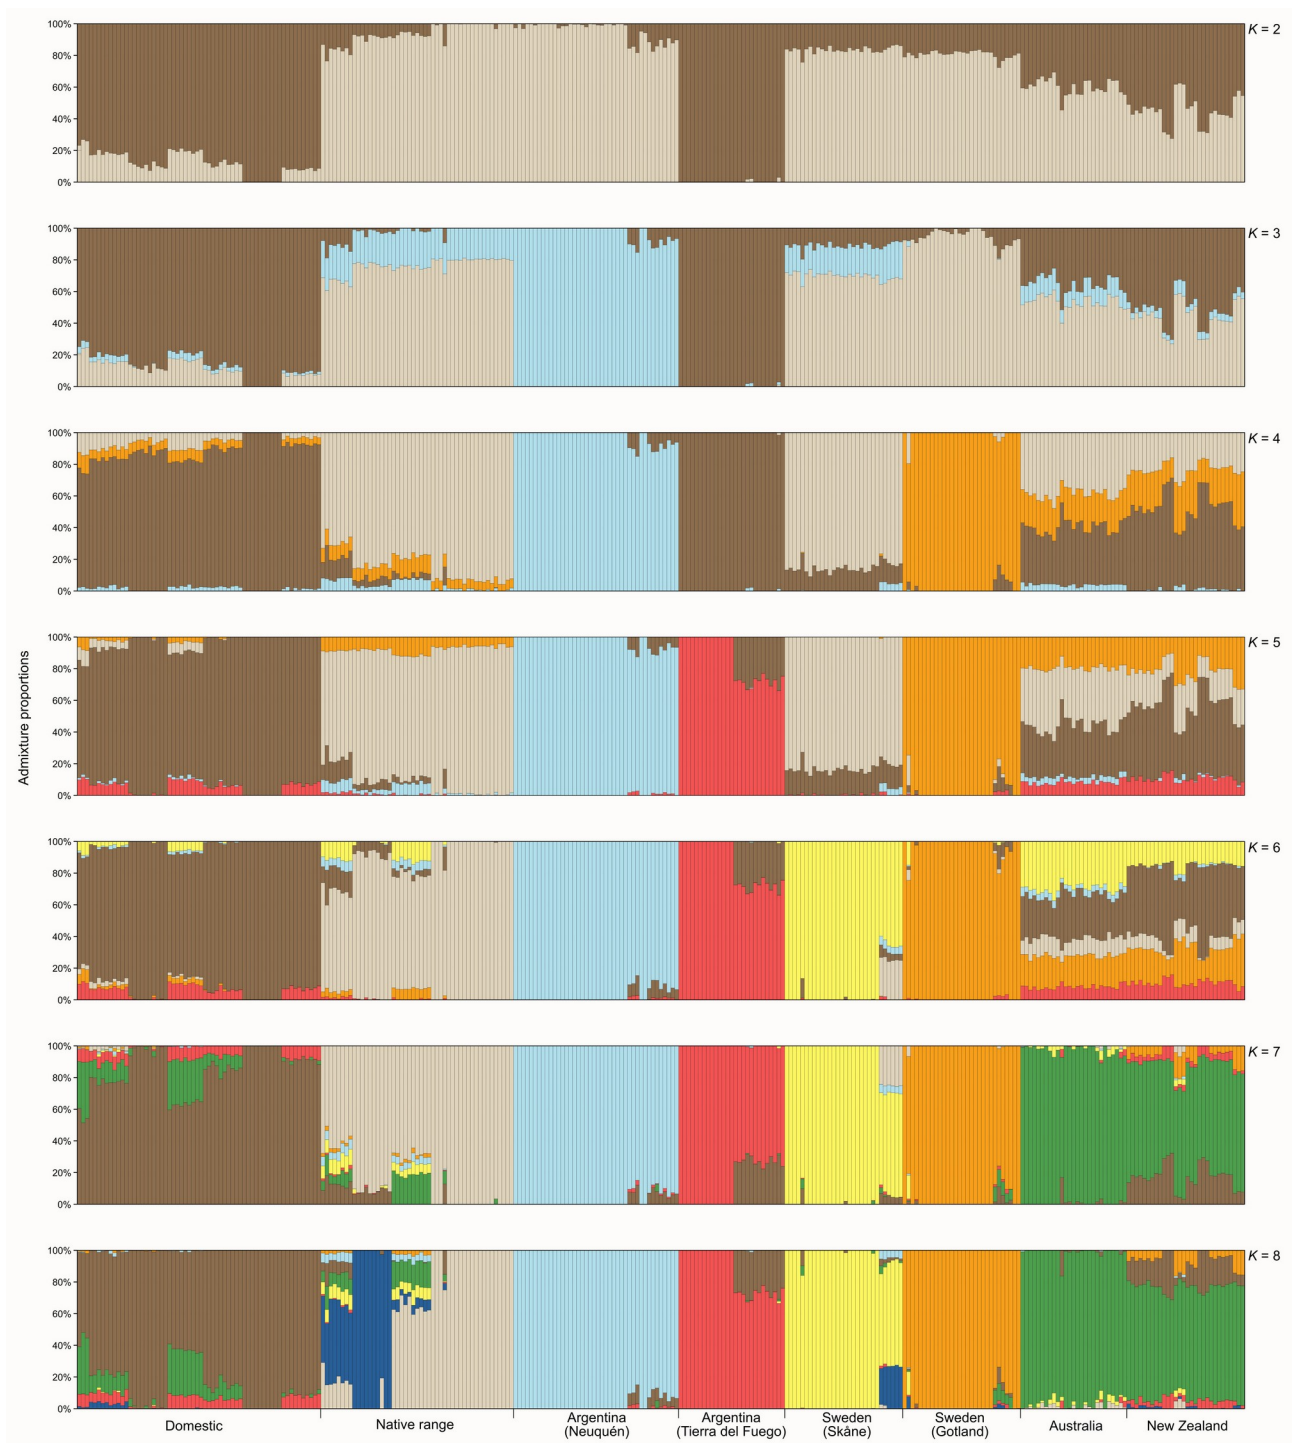 100%
80%
60%
40%
20%
0%
K = 2
100%
80%
60%
40%
20%
0%
K = 3
100%
80%
60%
40%
20%
0%
K = 4
100%
80%
60%
40%
20%
0%
K = 5
Admixture proportions
100%
80%
60%
40%
20%
0%
K = 6
100%
80%
60%
40%
20%
0%
K = 7
100%
80%
60%
40%
20%
0%
K = 8
Domestic
Native range
Argentina
(Neuquén)
Argentina
(Tierra del Fuego)
Sweden
(Skåne)
Sweden
(Gotland)
Australia
New Zealand